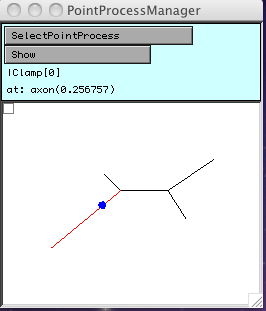 PointProcessManager
SelectPointProcess
Show
IClamp[0]
at: axon(0.256757)